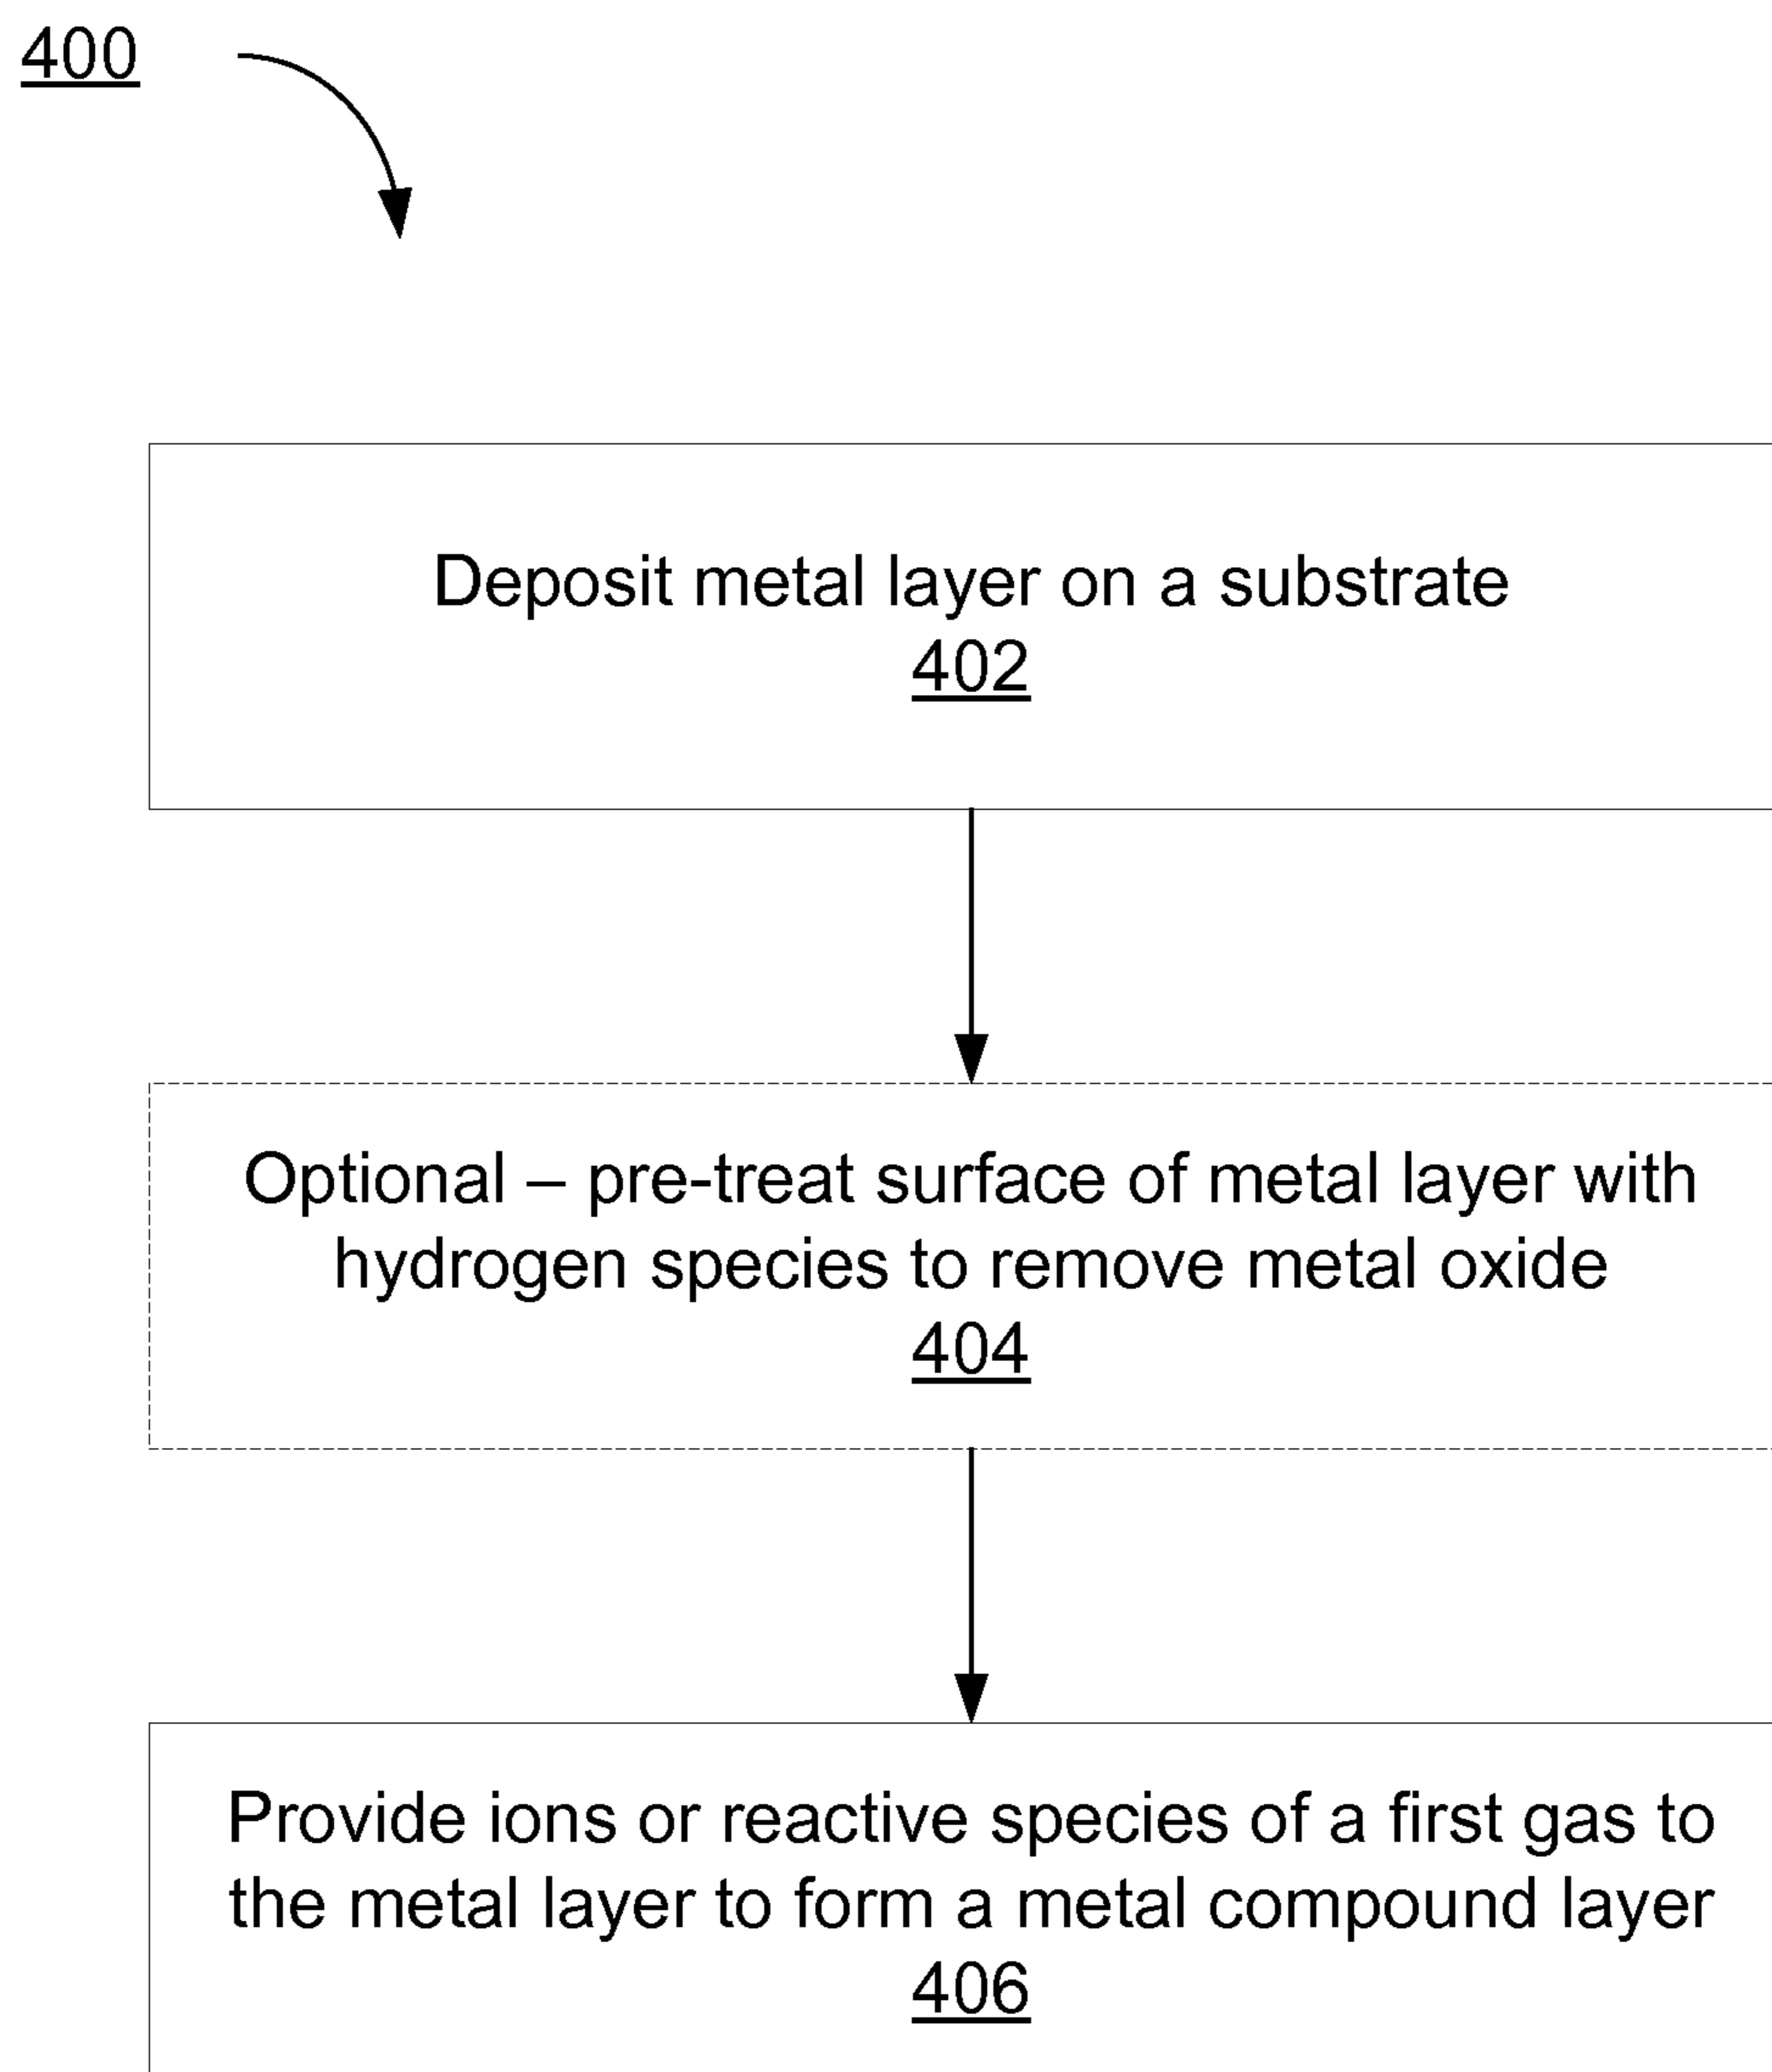 400
Deposit metal layer on a substrate
402
Optional – pre-treat surface of metal layer with
hydrogen species to remove metal oxide
404
Provide ions or reactive species of a first gas to
the metal layer to form a metal compound layer
406